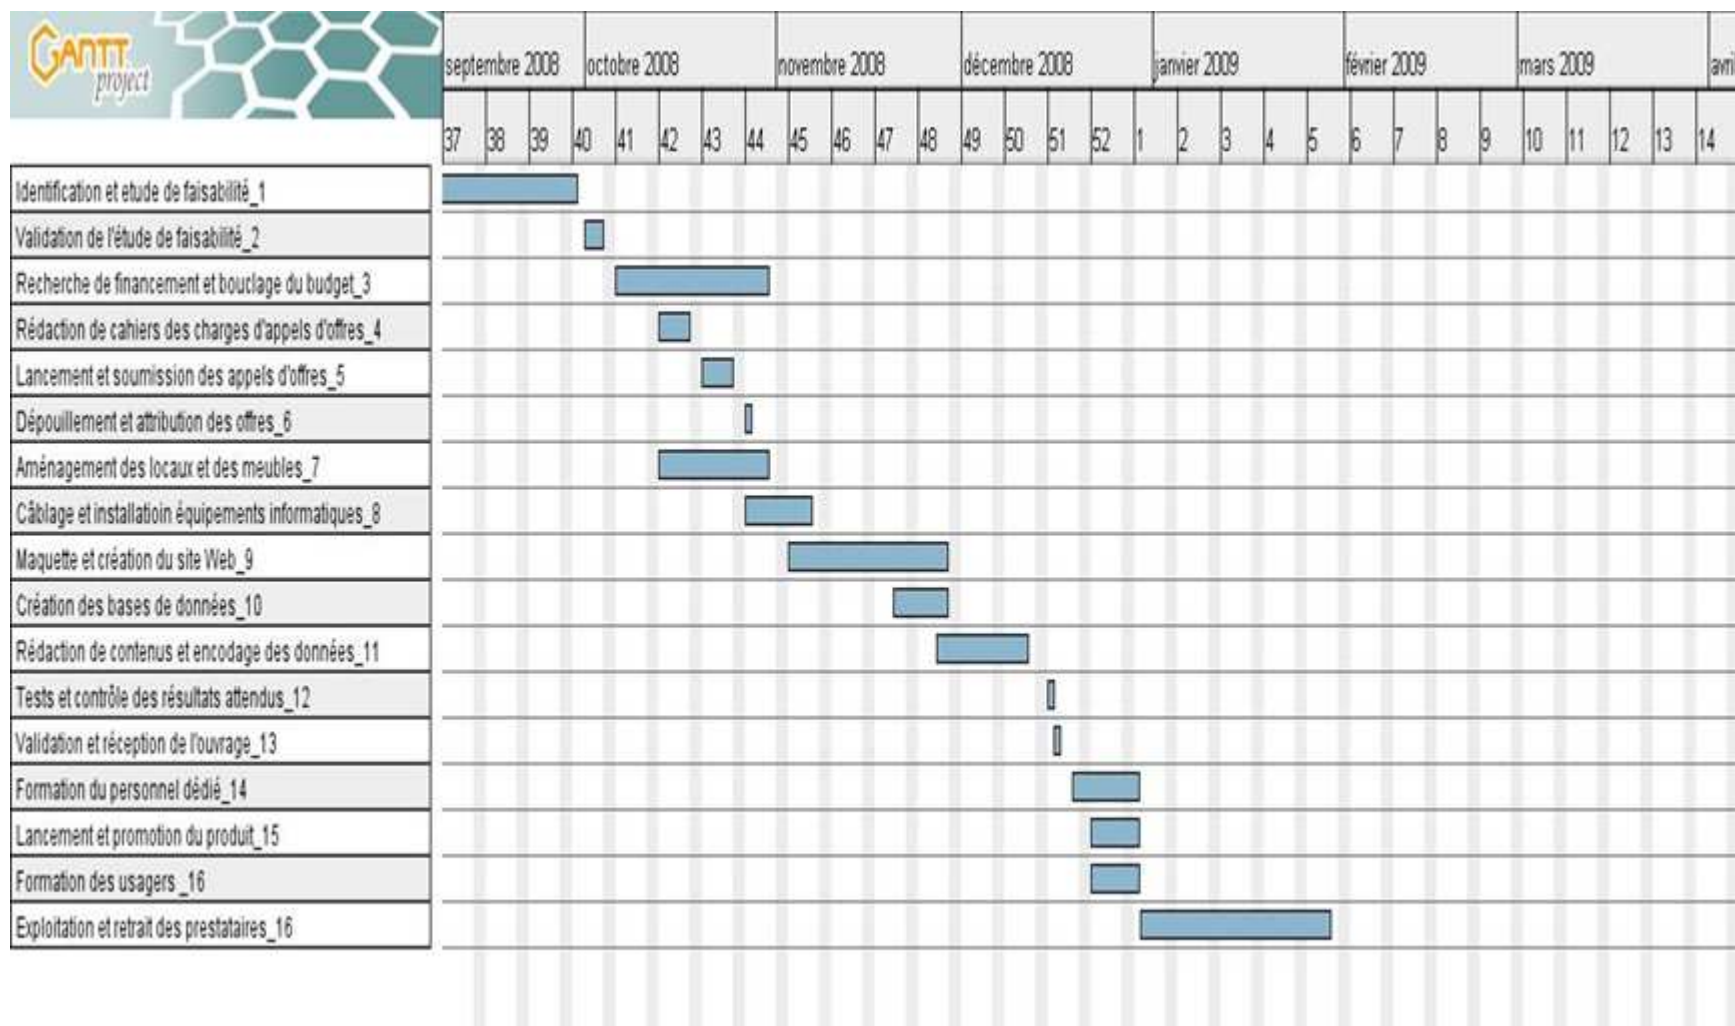 GANTT
project
septembre 2008 octobre 2008 novembre 2008 décembre 2008 janvier 2009 février 2009 mars 2009 avri
37 38 39 40 41 42 43 44 45 46 47 48 49 50 51 52 1 2 3 4 5 6 7 8 9 10 11 12 13 14
Identification et etude de faisabilité_1
Validation de l'étude de faisabilité_2
Recherche de financement et bouclage du budget_3
Rédaction de cahiers des charges d'appels d'offres_4
Lancement et soumission des appels d'offres_5
Dépouillement et attribution des offres_6
Aménagement des locaux et des meubles_7
Câblage et installatioin équipements informatiques_8
Maquette et création du site Web_9
Création des bases de données_10
Rédaction de contenus et encodage des données_11
Tests et contrôle des résultats attendus_12
Validation et réception de l'ouvrage_13
Formation du personnel dédié_14
Lancement et promotion du produit_15
Formation des usagers _16
Exploitation et retrait des prestataires_16